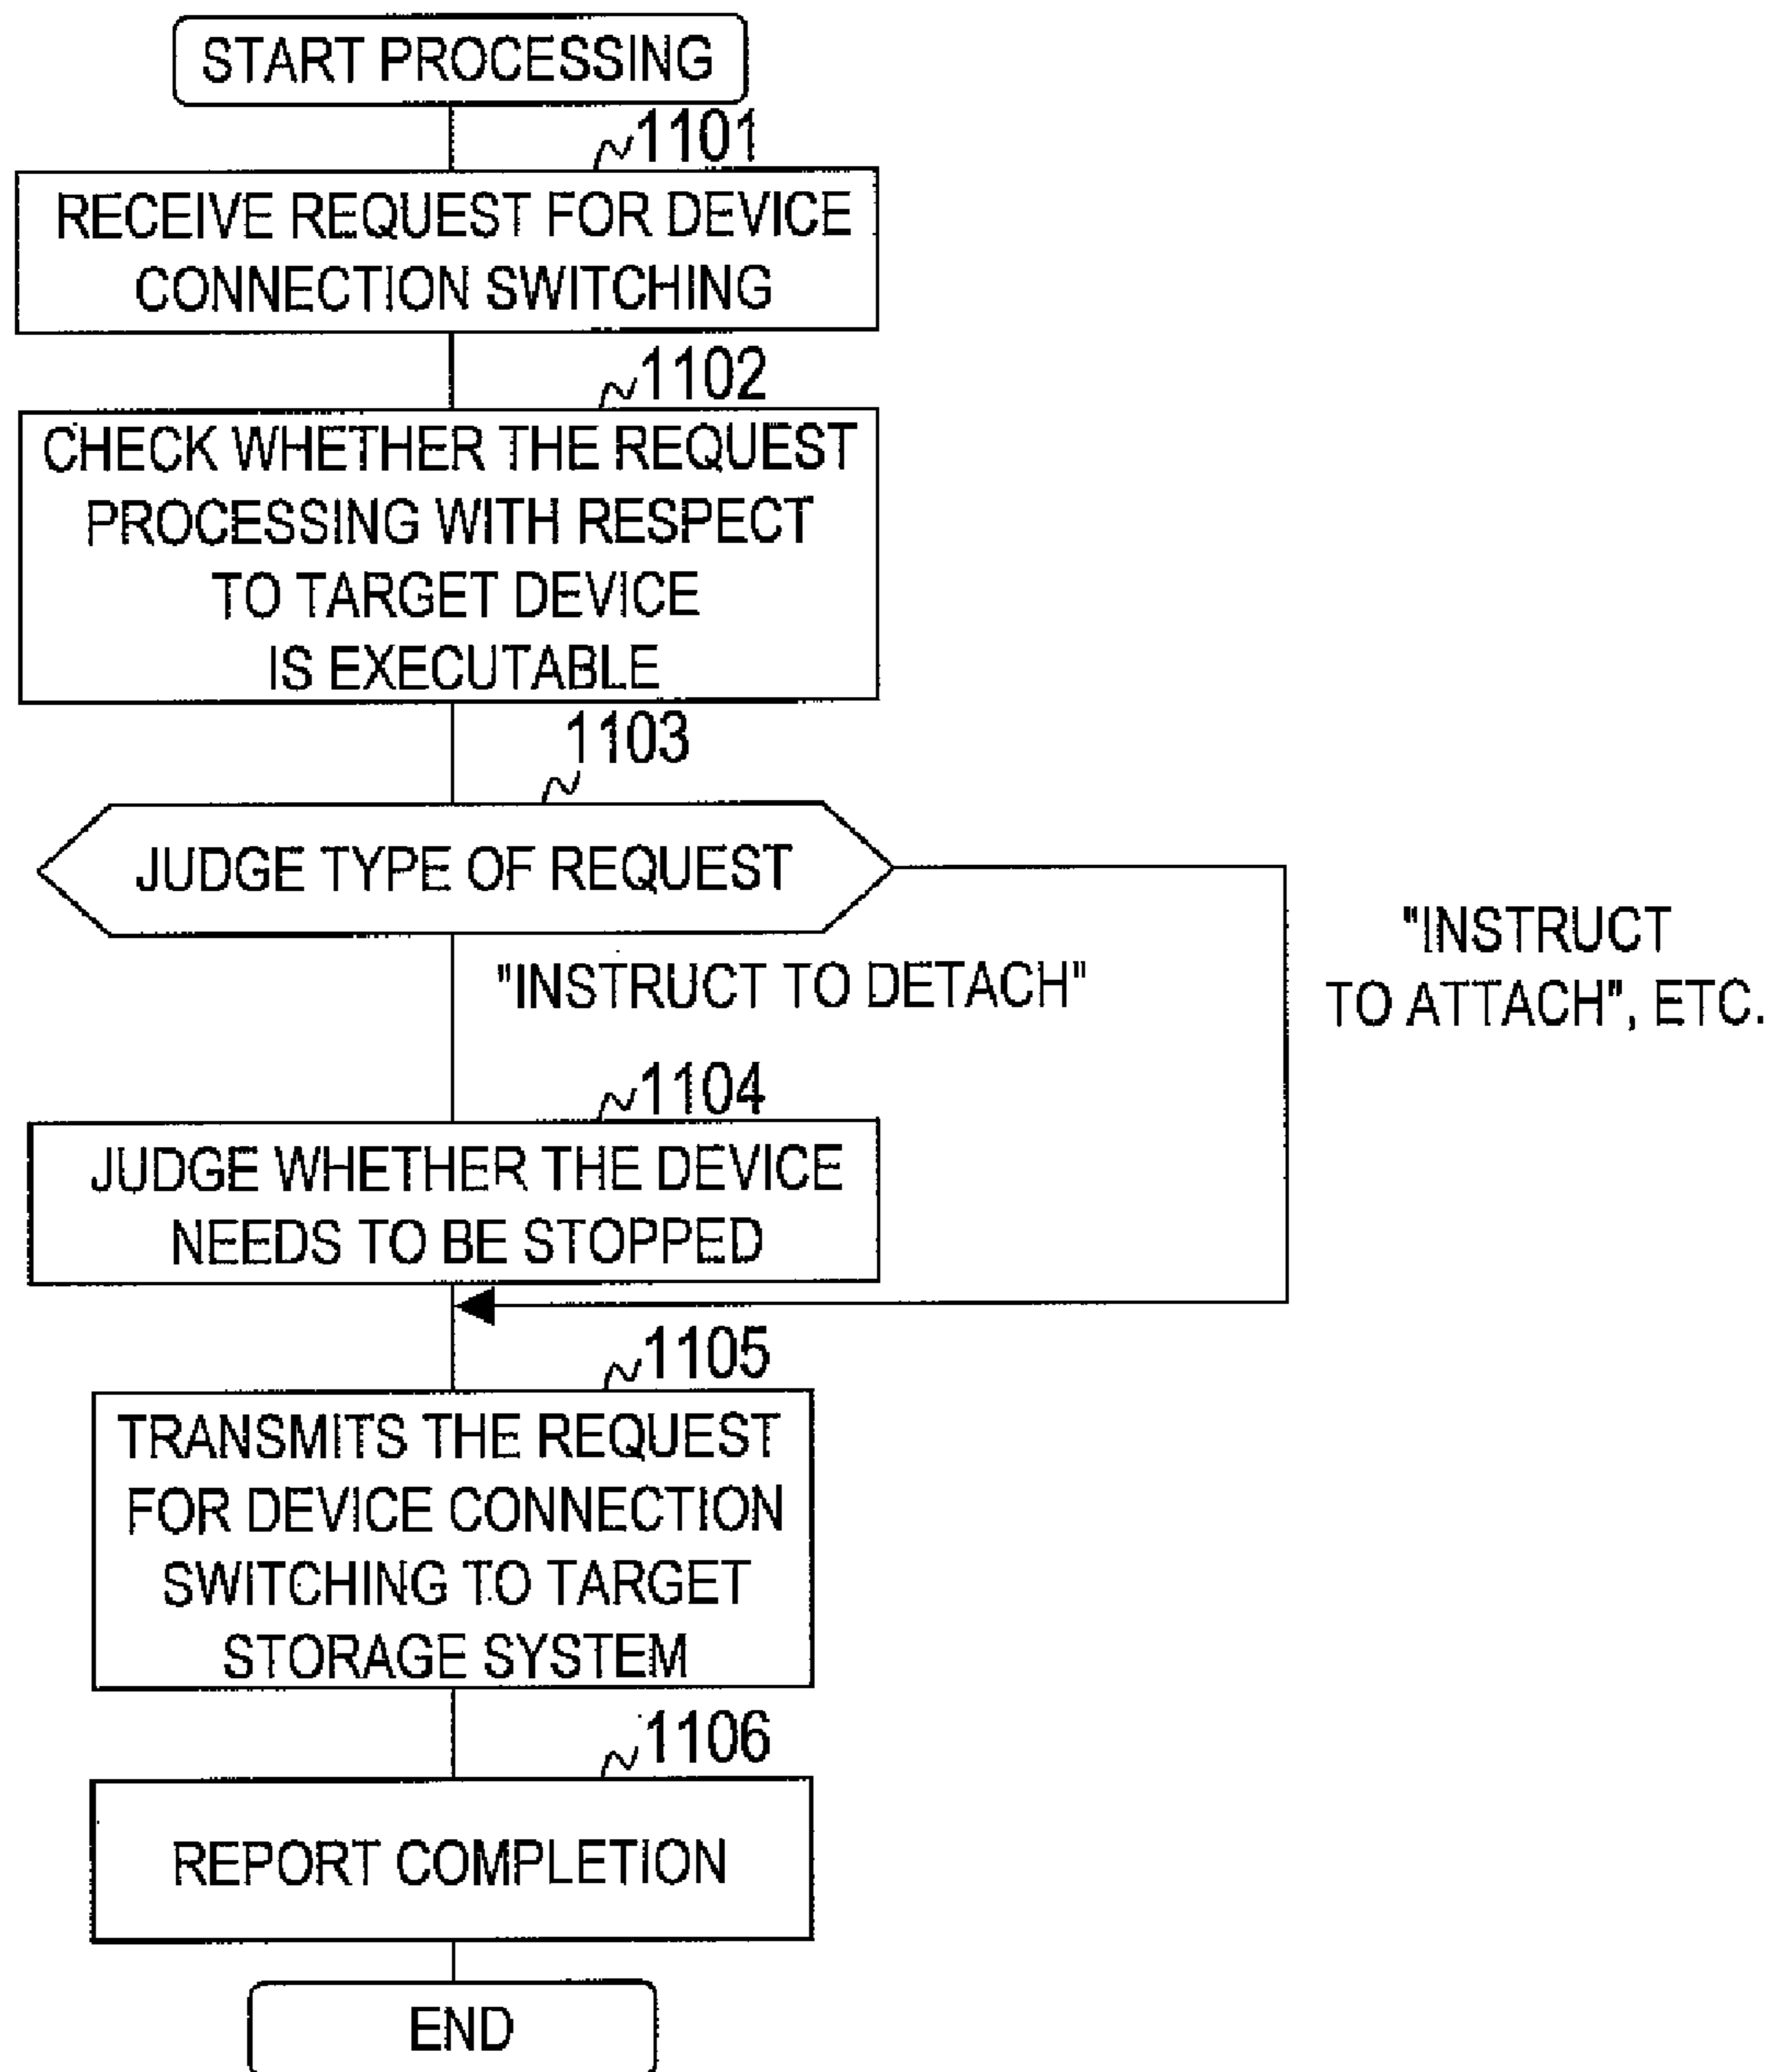 START PROCESSING
1101
RECEIVE REQUEST FOR DEVICE
CONNECTION SWITCHING
1102
CHECK WHETHER THE REQUEST
PROCESSING WITH RESPECT
TO TARGET DEVICE
IS EXECUTABLE
1103
JUDGE TYPE OF REQUEST
"INSTRUCT
TO ATTACH", ETC.
"INSTRUCT TO DETACH"
1104
JUDGE WHETHER THE DEVICE
NEEDS TO BE STOPPED
1105
TRANSMITS THE REQUEST
FOR DEVICE CONNECTION
SWITCHING TO TARGET
STORAGE SYSTEM
1106
REPORT COMPLETION
END